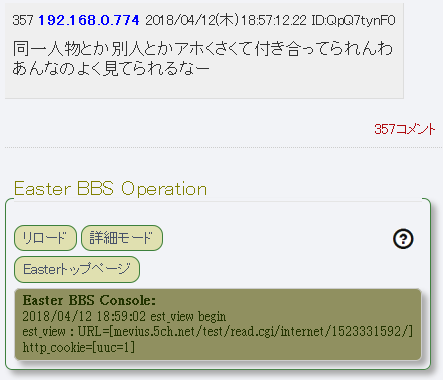 357 192.168.0.774 2018/04/12(木) 18:57:12.22 ID:QpQ7tynF0
同一人物とか別人とかアホくさくて付き合ってられんわ
あんなのよく見てられるなー
357コメント
Easter BBS Operation
リロード 詳細モード
?
Easterトップページ
Easter BBS Console:
2018/04/12 18:59:02 est_view begin
est_view : URL=[mevius.5ch.net/test/read.cgi/internet/1523331592/]
http_cookie=[uuc=1]